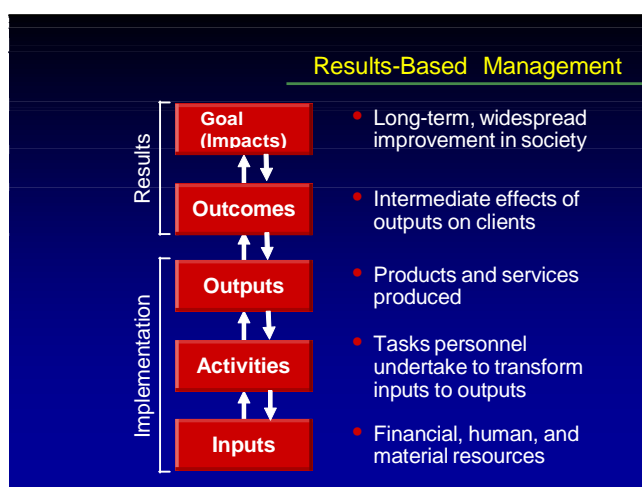 Results-Based Management
Results
Goal
(Impacts)
Long-term, widespread
improvement in society
Outcomes
Intermediate effects of
outputs on clients
Implementation
Outputs
Products and services
produced
Activities
Tasks personnel
undertake to transform
inputs to outputs
Inputs
Financial, human, and
material resources